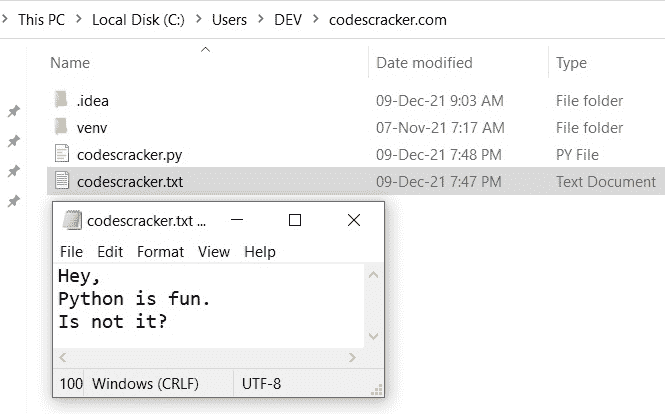 This PC > Local Disk (C:) > Users > DEV > codescracker.com
Name Date modified Type
.idea 09-Dec-21 9:03 AM File folder
venv 07-Nov-21 7:17 AM File folder
codescracker.py 09-Dec-21 7:48 PM PY File
codescracker.txt 09-Dec-21 7:47 PM Text Document
codescracker.txt ...
File Edit Format View Help
Hey,
Python is fun.
Is not it?
100 Windows (CRLF) UTF-8